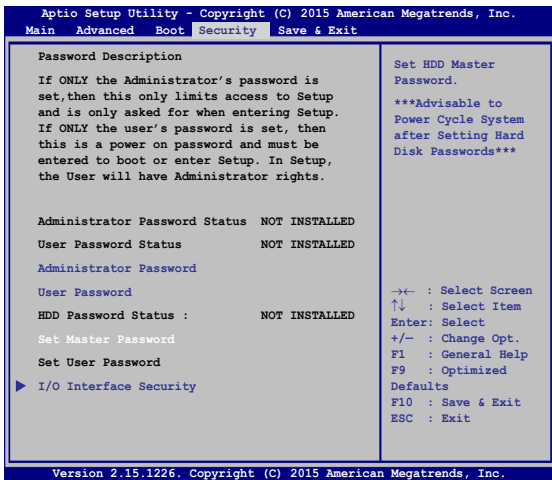 Aptio Setup Utility - Copyright (C) 2015 American Megatrends, Inc.
Main Advanced Boot Security Save & Exit
Password Description
If ONLY the Administrator's password is
set,then this only limits access to Setup
and is only asked for when entering Setup.
If ONLY the user's password is set, then
this is a power on password and must be
entered to boot or enter Setup. In Setup,
the User will have Administrator rights.
Administrator Password Status NOT INSTALLED
User Password Status NOT INSTALLED
Administrator Password
User Password
HDD Password Status : NOT INSTALLED
Set Master Password
Set User Password
I/O Interface Security
Set HDD Master
Password.
***Advisable to
Power Cycle System
after Setting Hard
Disk Passwords***
→← : Select Screen
↑↓ : Select Item
Enter: Select
+/— : Change Opt.
F1 : General Help
F9 : Optimized
Defaults
F10 : Save & Exit
ESC : Exit
Version 2.15.1226. Copyright (C) 2015 American Megatrends, Inc.